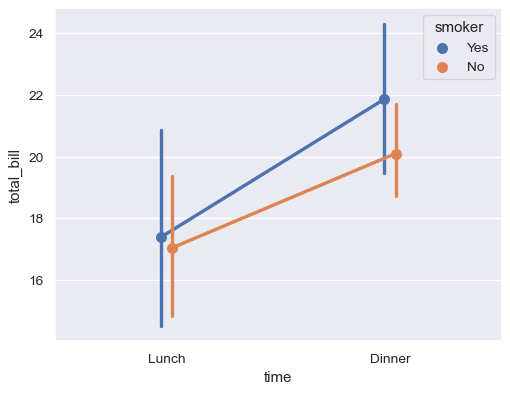 smoker
Yes
No
24
22
20
18
16
total_bill
Lunch
Dinner
time